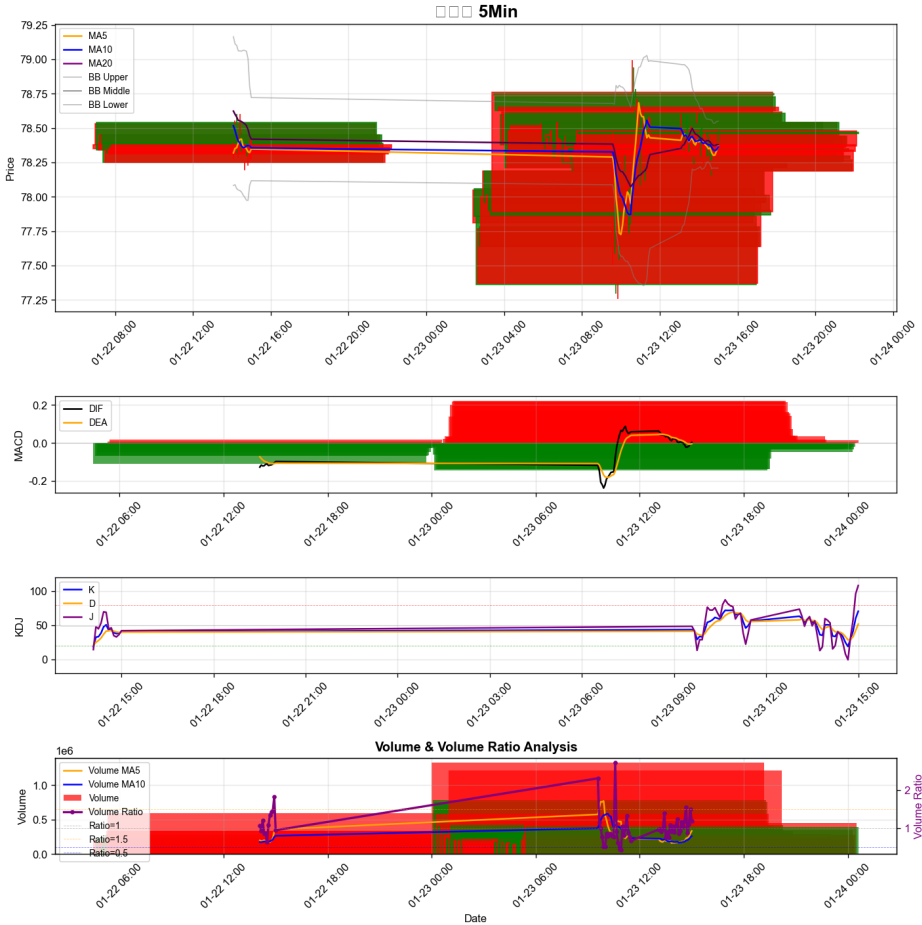 5Min
79.25
79.00
78.75
78.50
78.25
78.00
77.75
77.50
77.25
Price
MA5
MA10
MA20
BB Upper
BB Middle
BB Lower
01-22 08:00
01-22 12:00
01-22 16:00
01-22 20:00
01-23 00:00
01-23 04:00
01-23 08:00
01-23 12:00
01-23 16:00
01-23 20:00
01-24 00:00
0.2
0.0
-0.2
MACD
DIF
DEA
01-22 06:00
01-22 12:00
01-22 18:00
01-23 00:00
01-23 06:00
01-23 12:00
01-23 18:00
01-24 00:00
100
50
0
KDJ
K
D
J
01-22 15:00
01-22 18:00
01-22 21:00
01-23 00:00
01-23 03:00
01-23 06:00
01-23 09:00
01-23 12:00
01-23 15:00
Volume & Volume Ratio Analysis
1e6
1.0
0.5
0.0
Volume
Volume MA5
Volume MA10
Volume
Volume Ratio
Ratio=1
Ratio=1.5
Ratio=0.5
2
1
Volume Ratio
01-22 06:00
01-22 12:00
01-22 18:00
01-23 00:00
01-23 06:00
01-23 12:00
01-23 18:00
01-24 00:00
Date